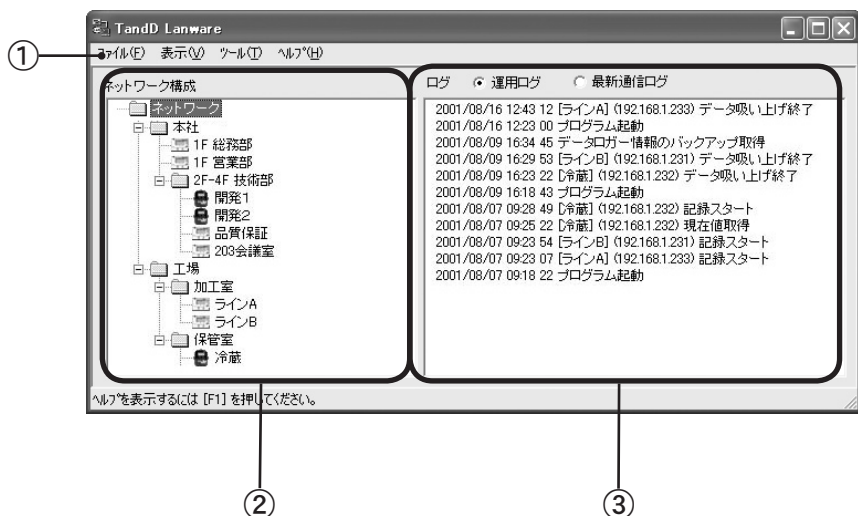 TandD Lanware
①
ファイル(F) 表示(V) ツール(T) ヘルプ(H)
ネットワーク構成
ネットワーク
本社
1F 総務部
1F 営業部
2F-4F 技術部
開発1
開発2
品質保証
203会議室
工場
加工室
ラインA
ラインB
保管室
冷蔵
ログ 運用ログ 最新通信ログ
2001/08/16 12:43 12 [ラインA] (192.168.1.233) データ吸い上げ終了
2001/08/16 12:23 00 プログラム起動
2001/08/09 16:34 45 データロガー情報のバックアップ取得
2001/08/09 16:29 53 [ラインB] (192.168.1.231) データ吸い上げ終了
2001/08/09 16:23 22 [冷蔵] (192.168.1.232) データ吸い上げ終了
2001/08/09 16:18 43 プログラム起動
2001/08/07 09:28 49 [冷蔵] (192.168.1.232) 記録スタート
2001/08/07 09:25 22 [冷蔵] (192.168.1.232) 現在値取得
2001/08/07 09:23 54 [ラインB] (192.168.1.231) 記録スタート
2001/08/07 09:23 07 [ラインA] (192.168.1.233) 記録スタート
2001/08/07 09:18 22 プログラム起動
ヘルプを表示するには [F1] を押してください。
② ③